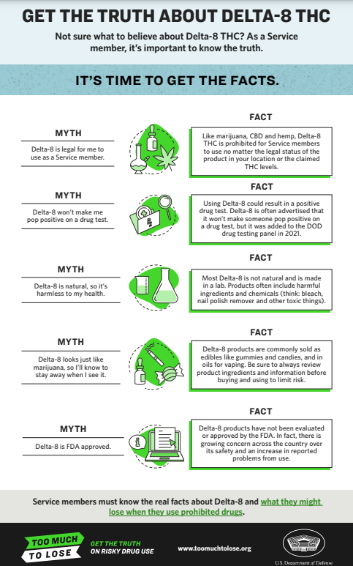 GET THE TRUTH ABOUT DELTA-8 THC
Not sure what to believe about Delta-8 THC? As a Service
member, it's important to know the truth.
IT'S TIME TO GET THE FACTS.
MYTH
Delta-8 is legal for me to
use as a Service member.
FACT
Like marijuana, CBD and hemp, Delta-8
THC is prohibited for Service members
to use no matter the legal status of the
product in your location or the claimed
THC levels.
MYTH
Delta-8 won't make me
pop positive on a drug test.
FACT
Using Delta-8 could result in a positive
drug test. Delta-8 is often advertised that
it won't make someone pop positive on
a drug test, but it was added to the DOD
drug testing panel in 2021.
MYTH
Delta-8 is natural, so it's
harmless to my health.
FACT
Most Delta-8 is not natural and is made
in a lab. Products often include harmful
ingredients and chemicals (think: bleach,
nail polish remover and other toxic things).
MYTH
Delta-8 looks just like
marijuana, so I'll know to
stay away when I see it.
FACT
Delta-8 products are commonly sold as
edibles like gummies and candies, and in
oils for vaping. Be sure to always review
product ingredients and information before
buying and using to limit risk.
MYTH
Delta-8 is FDA approved.
FACT
Delta-8 products have not been evaluated
or approved by the FDA. In fact, there is
growing concern across the country over
its safety and an increase in reported
problems from use.
Service members must know the real facts about Delta-8 and what they might
lose when they use prohibited drugs.
TOO MUCH
TO LOSE
GET THE TRUTH
ON RISKY DRUG USE
www.toomuchtolose.org
U.S. Department of Defense